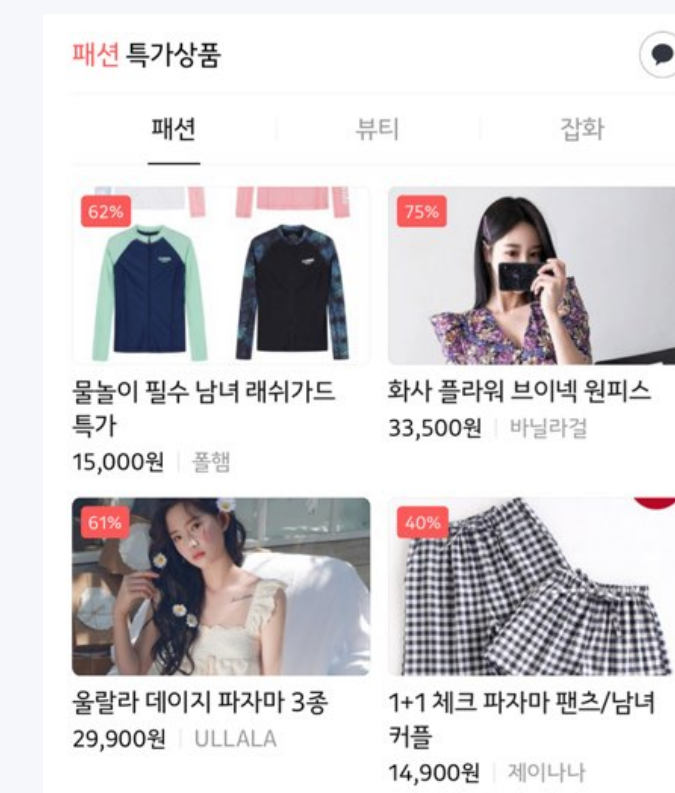 패션 특가상품
패션 뷰티 잡화
62%
75%
물놀이 필수 남녀 래쉬가드
특가
15,000원 폴햄
화사 플라워 브이넥 원피스
33,500원 바닐라걸
61%
40%
울랄라 데이지 파자마 3종
29,900원 ULLALA
1+1 체크 파자마 팬츠/남녀
커플
14,900원 제이나나